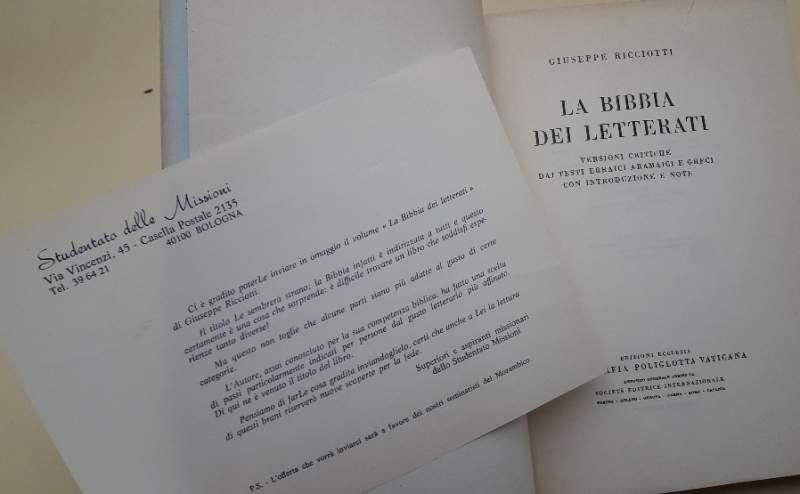 Studentato delle Missioni
Via Vincenzi, 45 - Casella Postale 2135
Tel. 39 64 21
40100 BOLOGNA
Ci è gradito poterLe inviare in omaggio il volume « La Bibbia dei letterati »
di Giuseppe Ricciotti.
Il titolo Le sembrerà strano: la Bibbia infatti è indirizzata a tutti e questo
certamente è una cosa che sorprende: è difficile trovare un libro che soddisfi espe-
rienze tanto diverse!
Ma questo non toglie che alcune parti siano più adatte al gusto di certe
categorie.
L'Autore, assai conosciuto per la sua competenza biblica, ha fatto una scelta
di passi particolarmente indicati per persone dal gusto letterario più affinato.
Di qui ne è venuto il titolo del libro.
Pensiamo di farLe cosa gradita inviandoglielo, certi che anche a Lei la lettura
di questi brani riserverà nuove scoperte per la fede.
Superiori e aspiranti missionari
dello Studentato Missioni
P.S. - L'offerta che vorrà inviarci sarà a favore dei nostri seminaristi del Mozambico.
GIUSEPPE RICCIOTTI
LA BIBBIA
DEI LETTERATI
VERSIONI CRITICHE
DAI TESTI EBRAICI ARAMAICI E GRECI
CON INTRODUZIONE E NOTE
EDIZIONI ECCLESIA
AFIA POLIGLOTTA VATICANA
SOCIETÀ EDITRICE INTERNAZIONALE
TORINO - MILANO - GENOVA - PARMA - ROMA - CATANIA